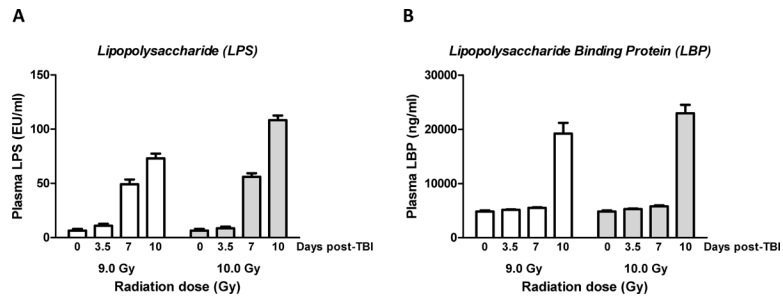 A
Lipopolysaccharide (LPS)
Plasma LPS (EU/ml)
150
100
50
0
0 3.5 7 10 0 3.5 7 10 Days post-TBI
9.0 Gy 10.0 Gy
Radiation dose (Gy)
B
Lipopolysaccharide Binding Protein (LBP)
Plasma LBP (ng/ml)
30000
20000
10000
0
0 3.5 7 10 0 3.5 7 10 Days post-TBI
9.0 Gy 10.0 Gy
Radiation dose (Gy)